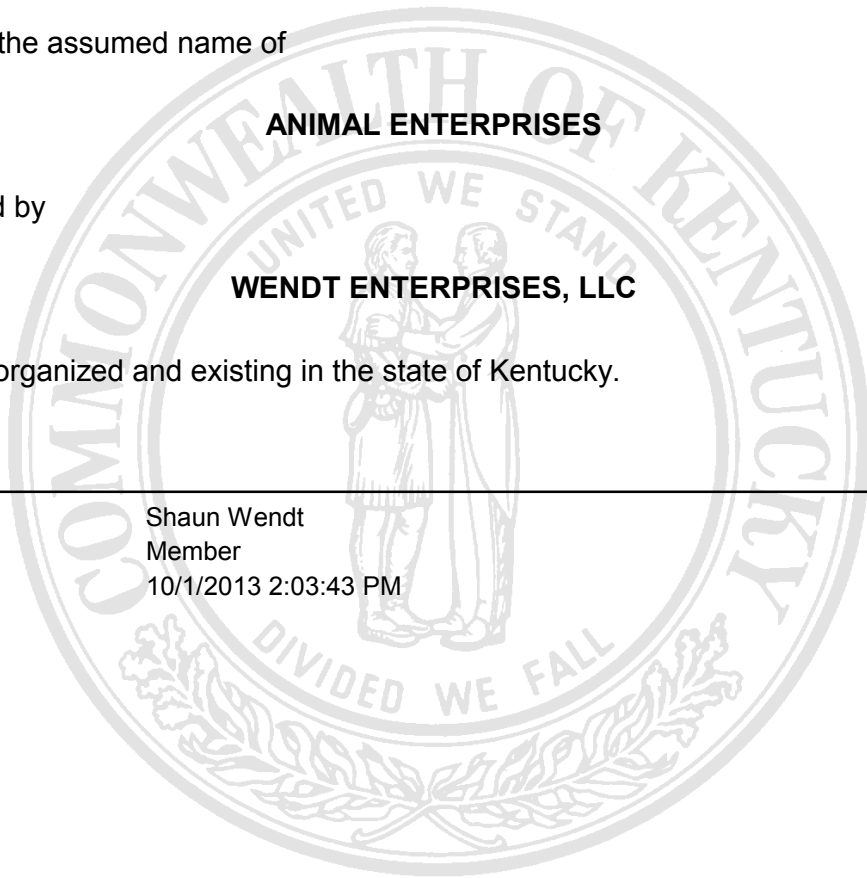 the assumed name of
ANIMAL ENTERPRISES
by
WENDT ENTERPRISES, LLC
organized and existing in the state of Kentucky.
Shaun Wendt
Member
10/1/2013 2:03:43 PM
COMMONWEALTH OF KENTUCKY
UNITED WE STAND
DIVIDED WE FALL